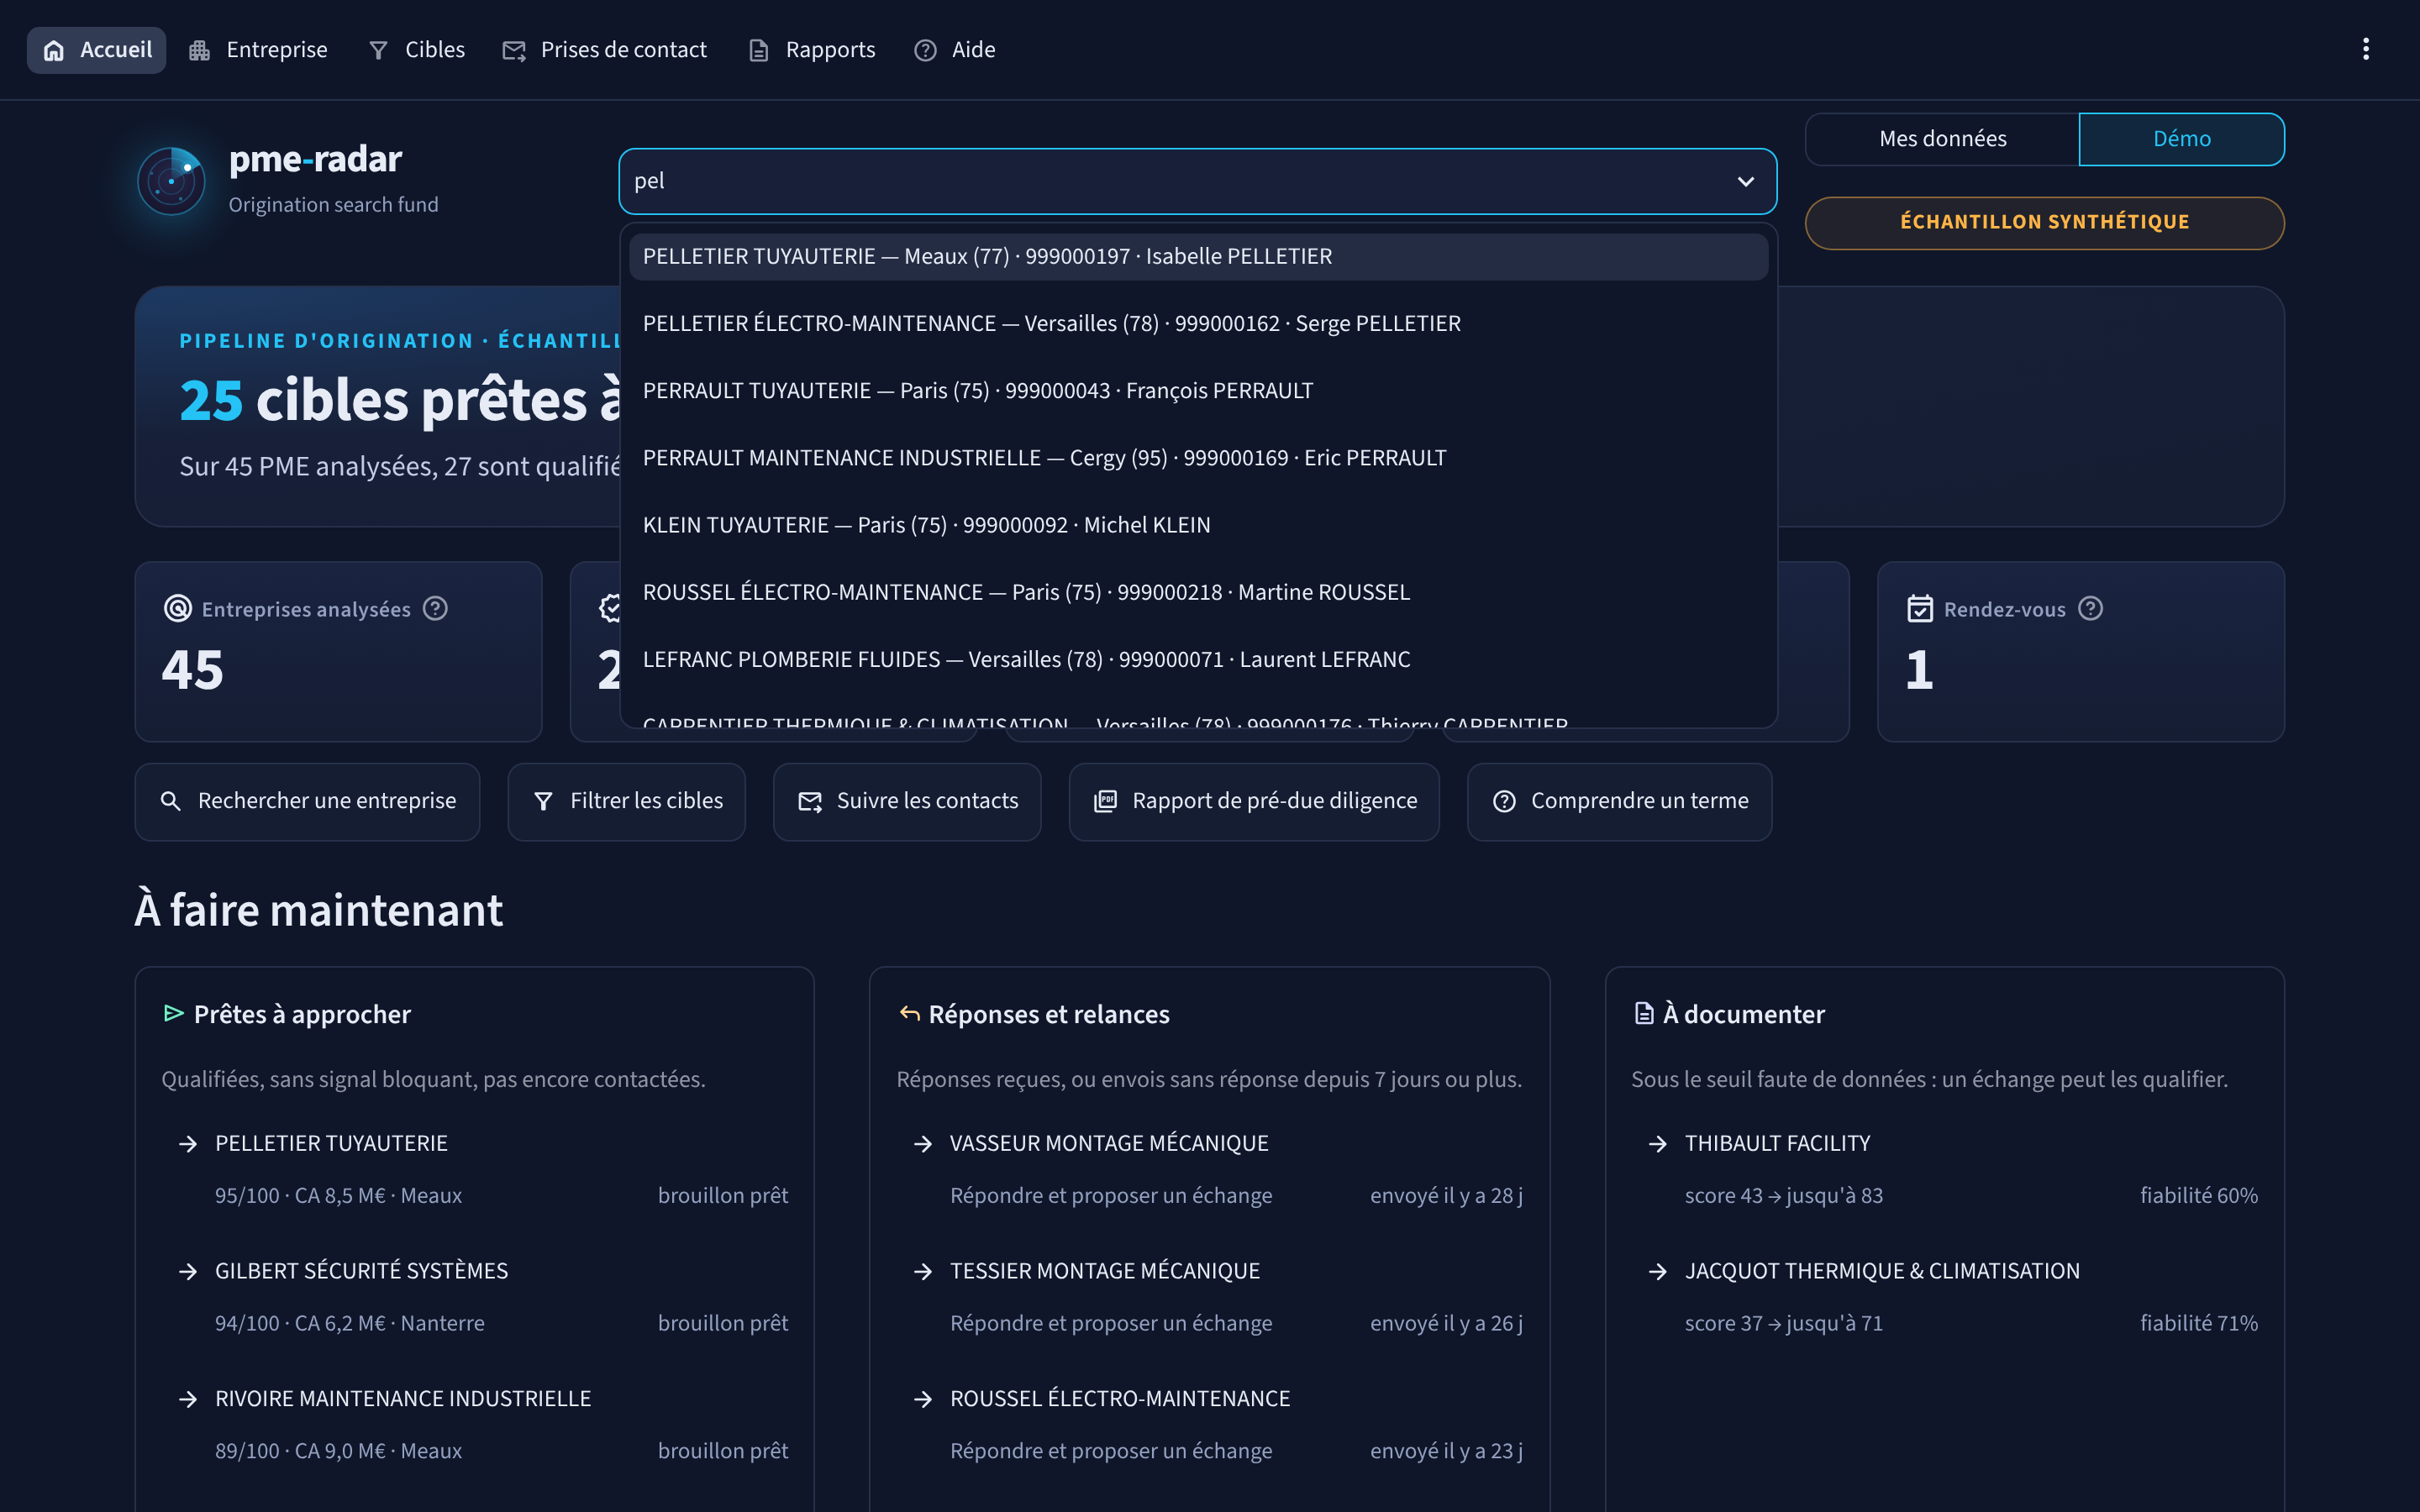 Accueil
Entreprise
Cibles
Prises de contact
Rapports
Aide
pme-radar
Origination search fund
pel
Mes données
Démo
ÉCHANTILLON SYNTHÉTIQUE
PELLETIER TUYAUTERIE — Meaux (77) · 999000197 · Isabelle PELLETIER
PELLETIER ÉLECTRO-MAINTENANCE — Versailles (78) · 999000162 · Serge PELLETIER
PERRAULT TUYAUTERIE — Paris (75) · 999000043 · François PERRAULT
PERRAULT MAINTENANCE INDUSTRIELLE — Cergy (95) · 999000169 · Eric PERRAULT
KLEIN TUYAUTERIE — Paris (75) · 999000092 · Michel KLEIN
ROUSSEL ÉLECTRO-MAINTENANCE — Paris (75) · 999000218 · Martine ROUSSEL
LEFRANC PLOMBERIE FLUIDES — Versailles (78) · 999000071 · Laurent LEFRANC
CARPENTIER THERMIQUE & CLIMATISATION — Versailles (78) · 999000176 · Thierry CARPENTIER
PIPELINE D'ORIGINATION ·
25 cibles prêtes à
Sur 45 PME analysées, 27 sont
Entreprises analysées
45
Rendez-vous
1
Rechercher une entreprise
Filtrer les cibles
Suivre les contacts
Rapport de pré-due diligence
Comprendre un terme
À faire maintenant
Prêtes à approcher
Qualifiées, sans signal bloquant, pas encore contactées.
PELLETIER TUYAUTERIE
95/100 · CA 8,5 M€ · Meaux brouillon prêt
GILBERT SÉCURITÉ SYSTÈMES
94/100 · CA 6,2 M€ · Nanterre brouillon prêt
RIVOIRE MAINTENANCE INDUSTRIELLE
89/100 · CA 9,0 M€ · Meaux brouillon prêt
Réponses et relances
Réponses reçues, ou envois sans réponse depuis 7 jours ou plus.
VASSEUR MONTAGE MÉCANIQUE
Répondre et proposer un échange envoyé il y a 28 j
TESSIER MONTAGE MÉCANIQUE
Répondre et proposer un échange envoyé il y a 26 j
ROUSSEL ÉLECTRO-MAINTENANCE
Répondre et proposer un échange envoyé il y a 23 j
À documenter
Sous le seuil faute de données : un échange peut les qualifier.
THIBAULT FACILITY
score 43 → jusqu'à 83 fiabilité 60%
JACQUOT THERMIQUE & CLIMATISATION
score 37 → jusqu'à 71 fiabilité 71%